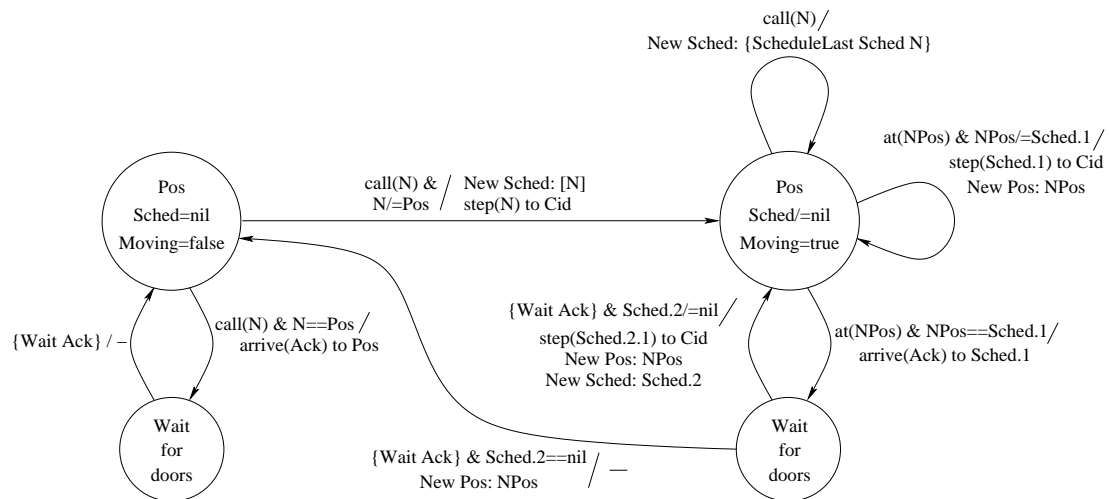 call(N) /
New Sched: {ScheduleLast Sched N}
at(NPos) & NPos/=Sched.1 /
step(Sched.1) to Cid
New Pos: NPos
Pos
Sched=nil
Moving=false
call(N) & / New Sched: [N]
N/=Pos step(N) to Cid
Pos
Sched/=nil
Moving=true
{Wait Ack} / –
call(N) & N==Pos /
arrive(Ack) to Pos
{Wait Ack} & Sched.2/=nil /
step(Sched.2.1) to Cid
New Pos: NPos
New Sched: Sched.2
at(NPos) & NPos==Sched.1 /
arrive(Ack) to Sched.1
Wait
for
doors
{Wait Ack} & Sched.2==nil / —
New Pos: NPos
Wait
for
doors